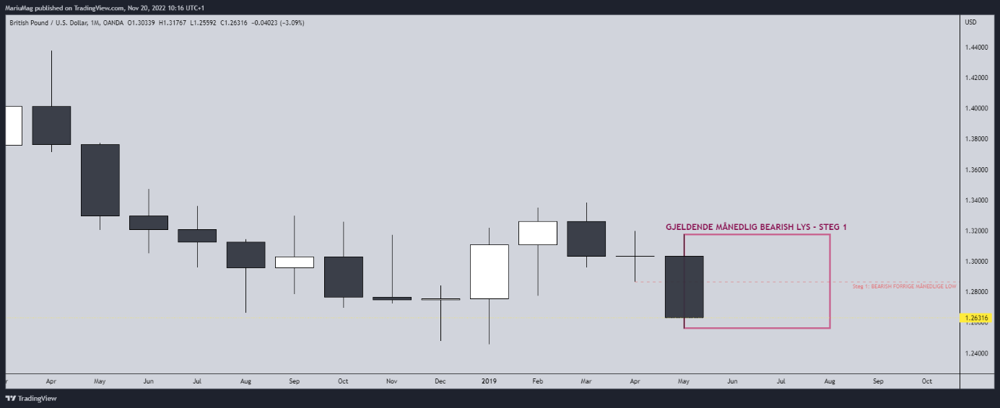 MariuMag published on TradingView.com, Nov 20, 2022 10:16 UTC+1
British Pound / U.S. Dollar, 1M, OANDA O1.30339 H1.31767 L1.25592 C1.26316 −0.04023 (−3.09%)
USD
1.44000
1.42000
1.40000
1.38000
1.36000
1.34000
1.32000
GJELDENDE MÅNEDLIG BEARISH LYS - STEG 1
1.30000
Steg 1: BEARISH FORRIGE MÅNEDLIGE LOW
1.28000
1.26316
1.26000
1.24000
Apr May Jun Jul Aug Sep Oct Nov Dec 2019 Feb Mar Apr May Jun Jul Aug Sep Oct
TradingView